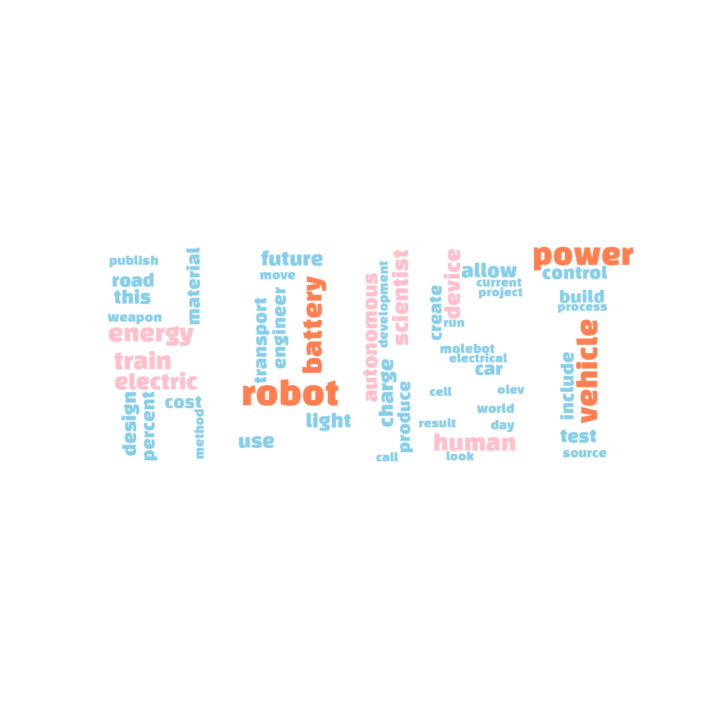 publish
road
this
material
weapon
energy
train
electric
design
percent
cost
method
future
move
transport
engineer
battery
robot
light
use
autonomous
development
scientist
charge
produce
call
device
create
allow
current
project
run
molebot
electrical
car
cell
olev
world
result
day
human
look
power
control
build
process
include
vehicle
test
source